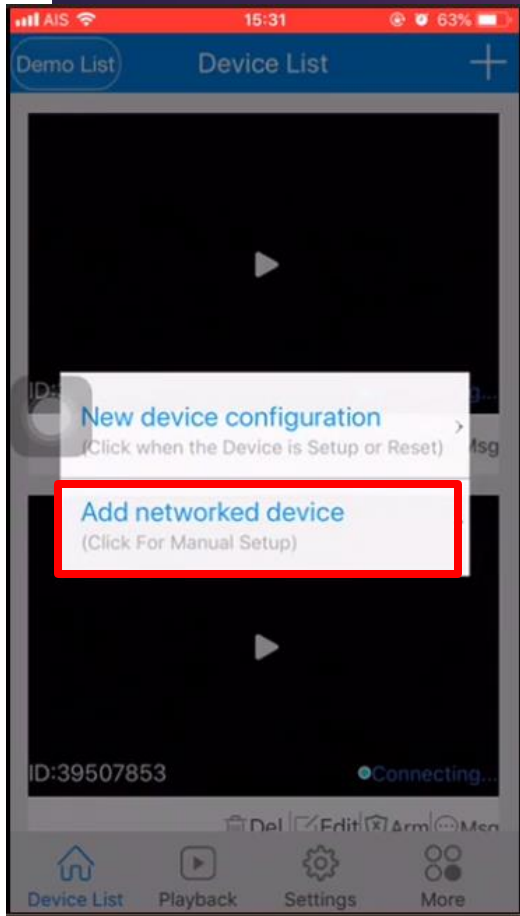 AIS 15:31 63%
Demo List Device List
ID:
New device configuration
(Click when the Device is Setup or Reset)
Msg
Add networked device
(Click For Manual Setup)
ID:39507853 Connecting...
Del Edit Arm Msg
Device List Playback Settings More